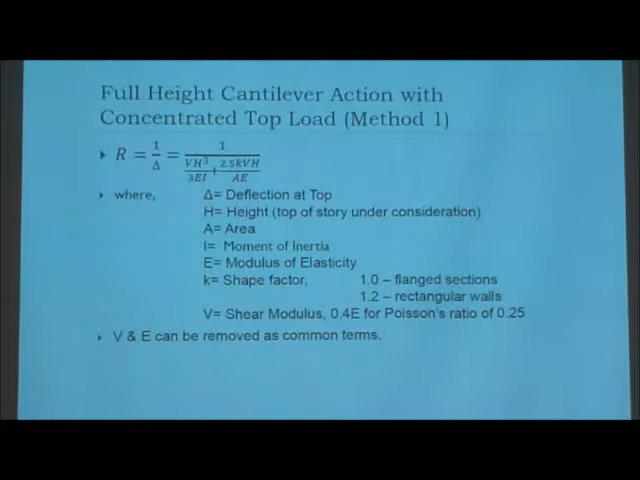 Full Height Cantilever Action with
Concentrated Top Load (Method 1)
R = 1/Δ = 1/(VH³/3EI + 2.5kVH/AE)
where, Δ= Deflection at Top
H= Height (top of story under consideration)
A= Area
I= Moment of Inertia
E= Modulus of Elasticity
k= Shape factor, 1.0 – flanged sections
1.2 – rectangular walls
V= Shear Modulus, 0.4E for Poisson's ratio of 0.25
V & E can be removed as common terms.